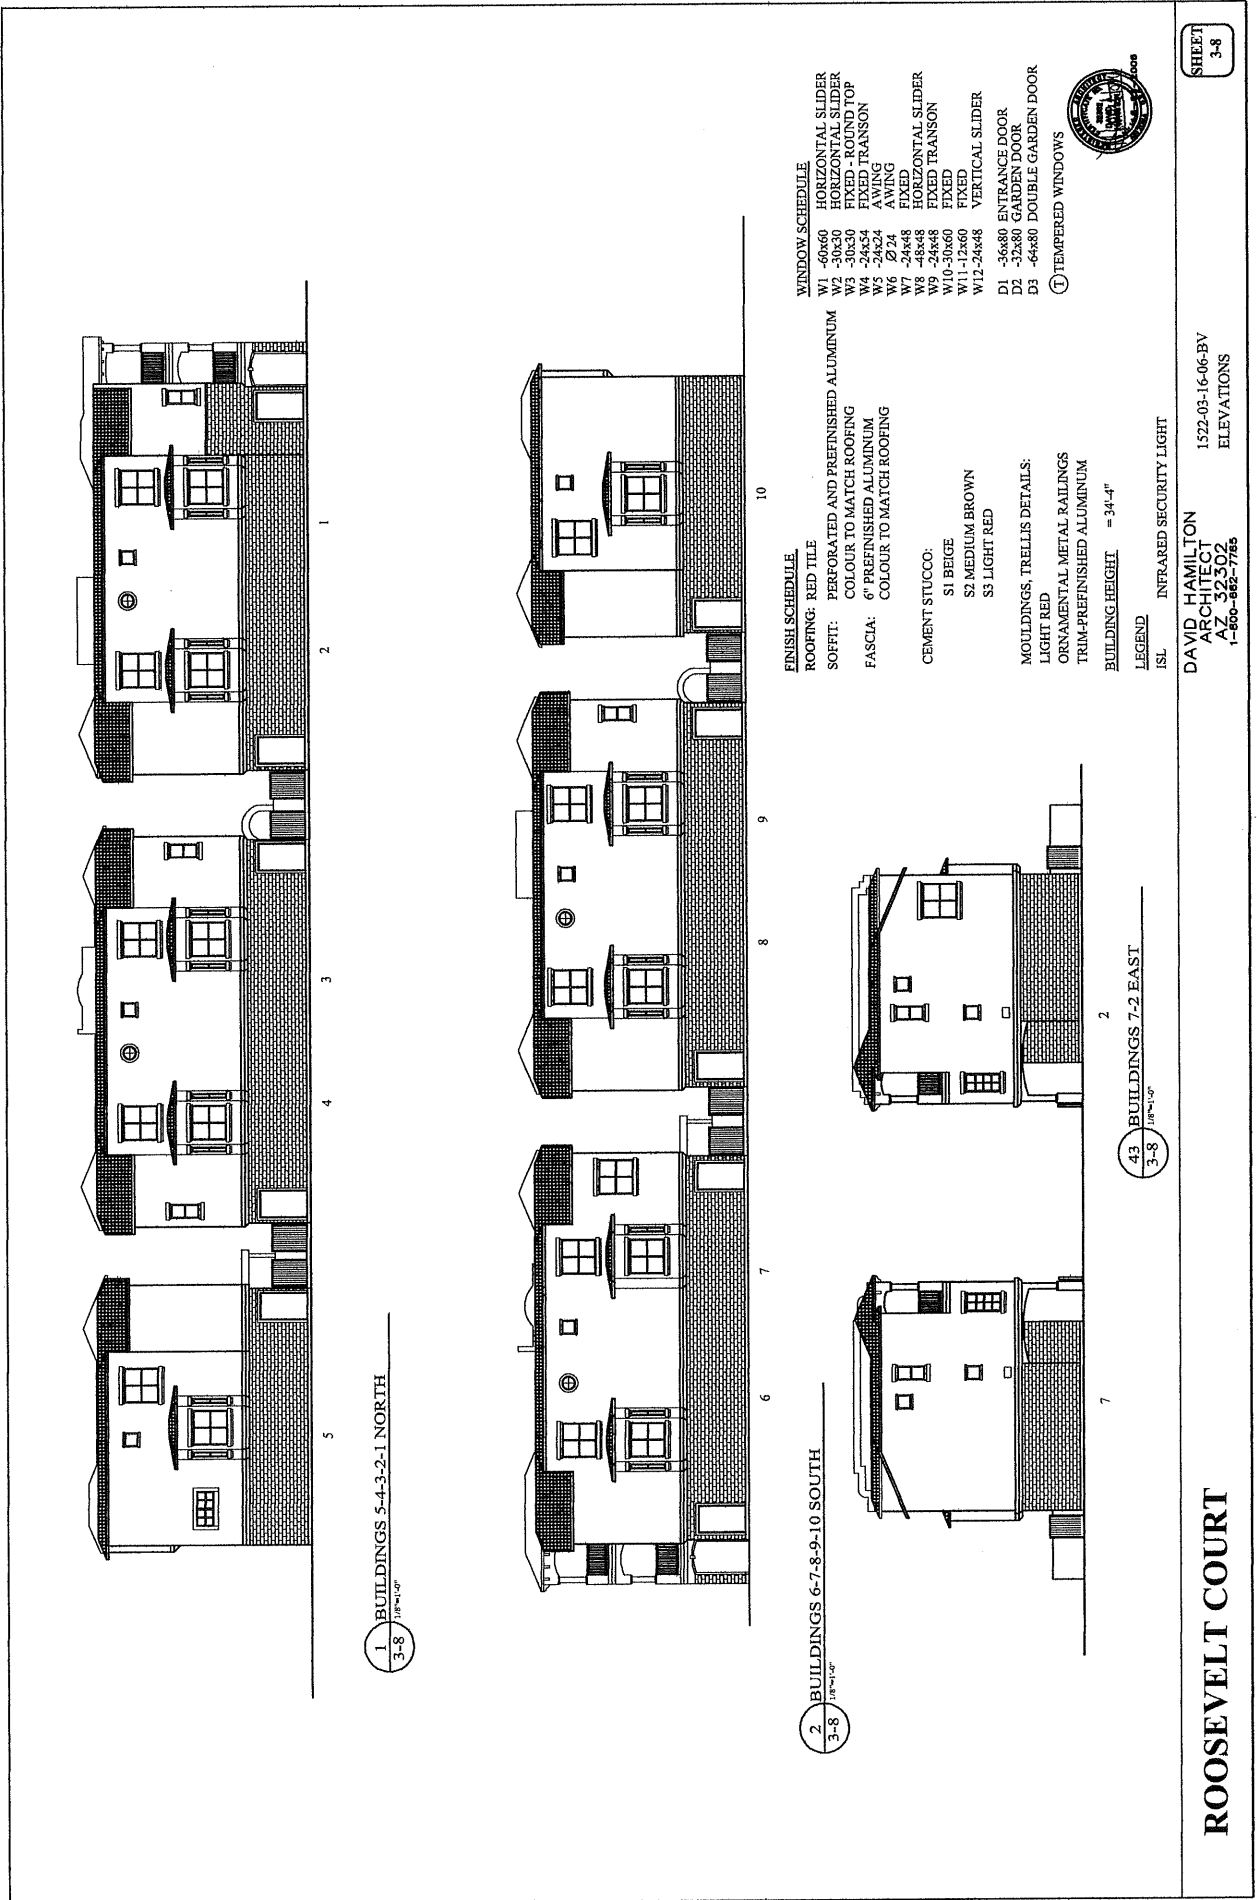 5 4 3 2 1
1
3-8
BUILDINGS 5-4-3-2-1 NORTH
1/8"=1'-0"
6 7 8 9 10
2
3-8
BUILDINGS 6-7-8-9-10 SOUTH
1/8"=1'-0"
7 2
43
3-8
BUILDINGS 7-2 EAST
1/8"=1'-0"
FINISH SCHEDULE
ROOFING: RED TILE
SOFFIT: PERFORATED AND PREFINISHED ALUMINUM
COLOUR TO MATCH ROOFING
FASCIA: 6" PREFINISHED ALUMINUM
COLOUR TO MATCH ROOFING
CEMENT STUCCO:
S1 BEIGE
S2 MEDIUM BROWN
S3 LIGHT RED
MOULDINGS, TRELLIS DETAILS:
LIGHT RED
ORNAMENTAL METAL RAILINGS
TRIM-PREFINISHED ALUMINUM
BUILDING HEIGHT = 34'-4"
LEGEND
ISL INFRARED SECURITY LIGHT
WINDOW SCHEDULE
W1 -60x60 HORIZONTAL SLIDER
W2 -30x30 HORIZONTAL SLIDER
W3 -30x30 FIXED - ROUND TOP
W4 -24x54 FIXED TRANSON
W5 -24x24 AWING
W6 Ø 24 AWING
W7 -24x48 FIXED
W8 -48x48 HORIZONTAL SLIDER
W9 -24x48 FIXED TRANSON
W10-30x60 FIXED
W11-12x60 FIXED
W12-24x48 VERTICAL SLIDER
D1 -36x80 ENTRANCE DOOR
D2 -32x80 GARDEN DOOR
D3 -64x80 DOUBLE GARDEN DOOR
T TEMPERED WINDOWS
ROOSEVELT COURT
DAVID HAMILTON
ARCHITECT
AZ 32302
1-800-662-7785
1522-03-16-06-BV
ELEVATIONS
SHEET
3-8